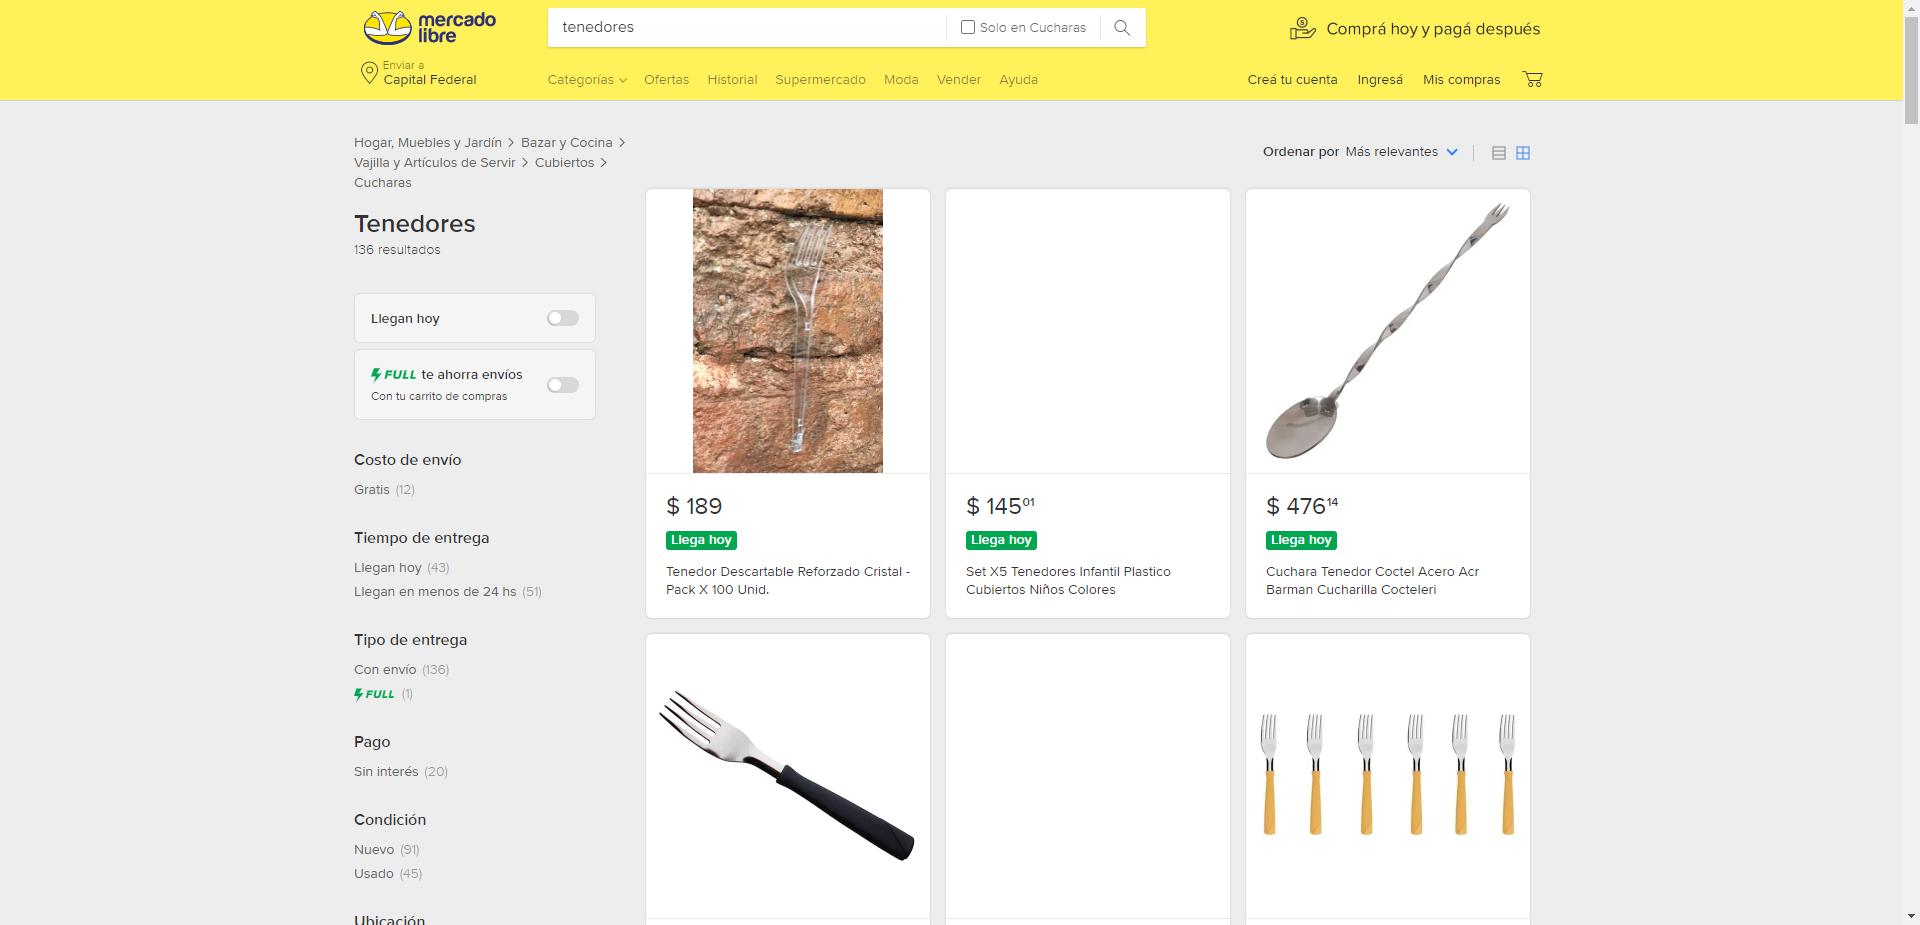 mercado
libre
tenedores
Solo en Cucharas
Comprá hoy y pagá después
Enviar a
Capital Federal
Categorías
Ofertas
Historial
Supermercado
Moda
Vender
Ayuda
Creá tu cuenta
Ingresá
Mis compras
Hogar, Muebles y Jardín > Bazar y Cocina >
Vajilla y Artículos de Servir > Cubiertos >
Cucharas
Ordenar por Más relevantes
Tenedores
136 resultados
Llegan hoy
FULL te ahorra envíos
Con tu carrito de compras
Costo de envío
Gratis (12)
Tiempo de entrega
Llegan hoy (43)
Llegan en menos de 24 hs (51)
Tipo de entrega
Con envío (136)
FULL (1)
Pago
Sin interés (20)
Condición
Nuevo (91)
Usado (45)
Ubicación
$ 189
Llega hoy
Tenedor Descartable Reforzado Cristal -
Pack X 100 Unid.
$ 145 01
Llega hoy
Set X5 Tenedores Infantil Plastico
Cubiertos Niños Colores
$ 476 14
Llega hoy
Cuchara Tenedor Coctel Acero Acr
Barman Cucharilla Cocteleri